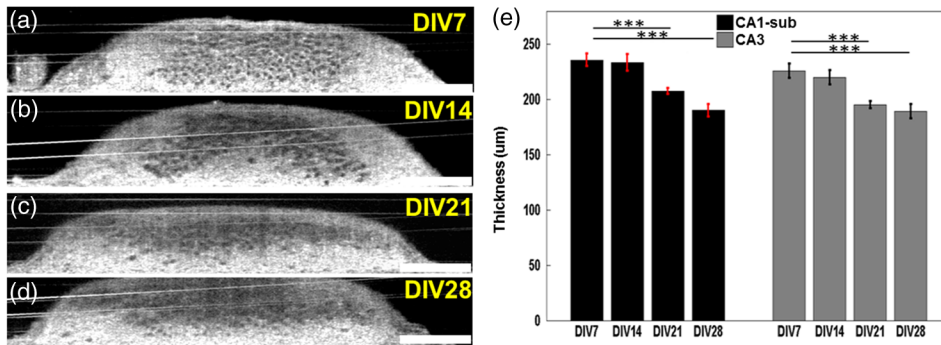 (a)
DIV7
(b)
DIV14
(c)
DIV21
(d)
DIV28
(e)
CA1-sub
CA3
***
***
***
***
Thickness (um)
250
200
150
100
50
0
DIV7 DIV14 DIV21 DIV28 DIV7 DIV14 DIV21 DIV28